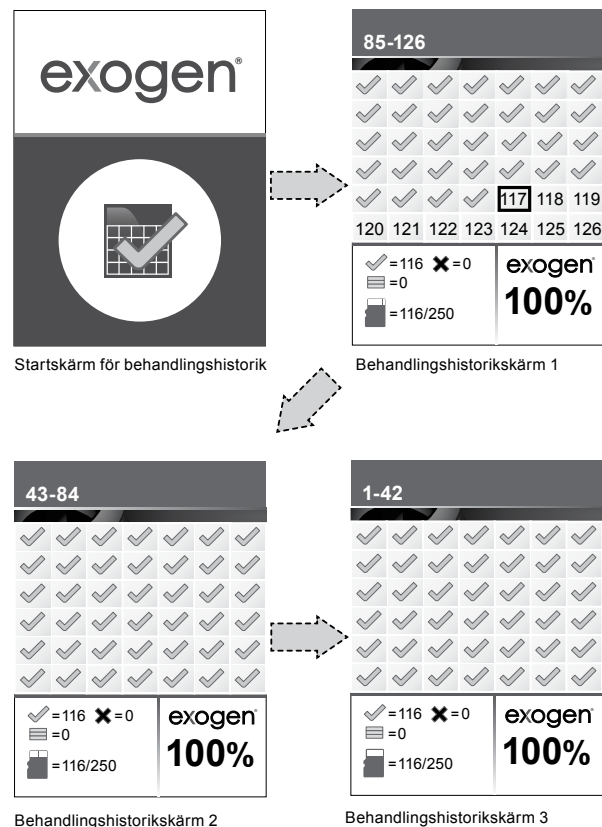 exogen®
Startskärm för behandlingshistorik
85-126
117 118 119
120 121 122 123 124 125 126
=116 =0
=0
=116/250
exogen®
100%
Behandlingshistorikskärm 1
43-84
=116 =0
=0
=116/250
exogen®
100%
Behandlingshistorikskärm 2
1-42
=116 =0
=0
=116/250
exogen®
100%
Behandlingshistorikskärm 3